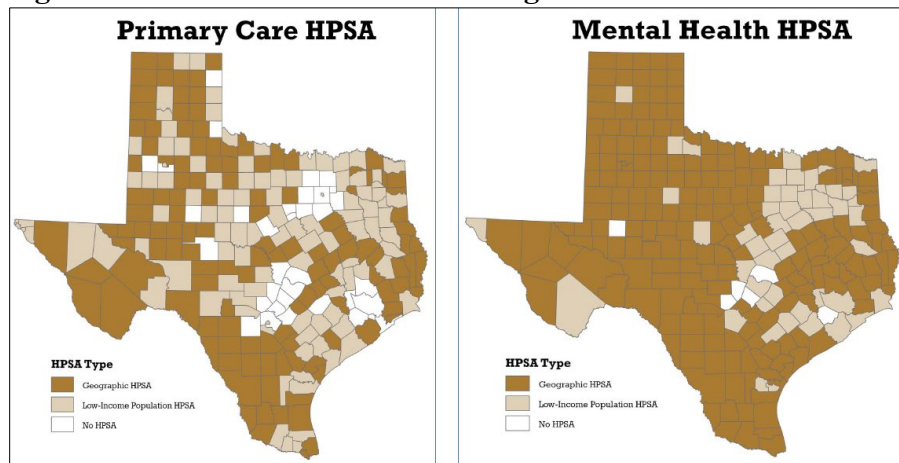 Primary Care HPSA
HPSA Type
Geographic HPSA
Low-Income Population HPSA
No HPSA
Mental Health HPSA
HPSA Type
Geographic HPSA
Low-Income Population HPSA
No HPSA